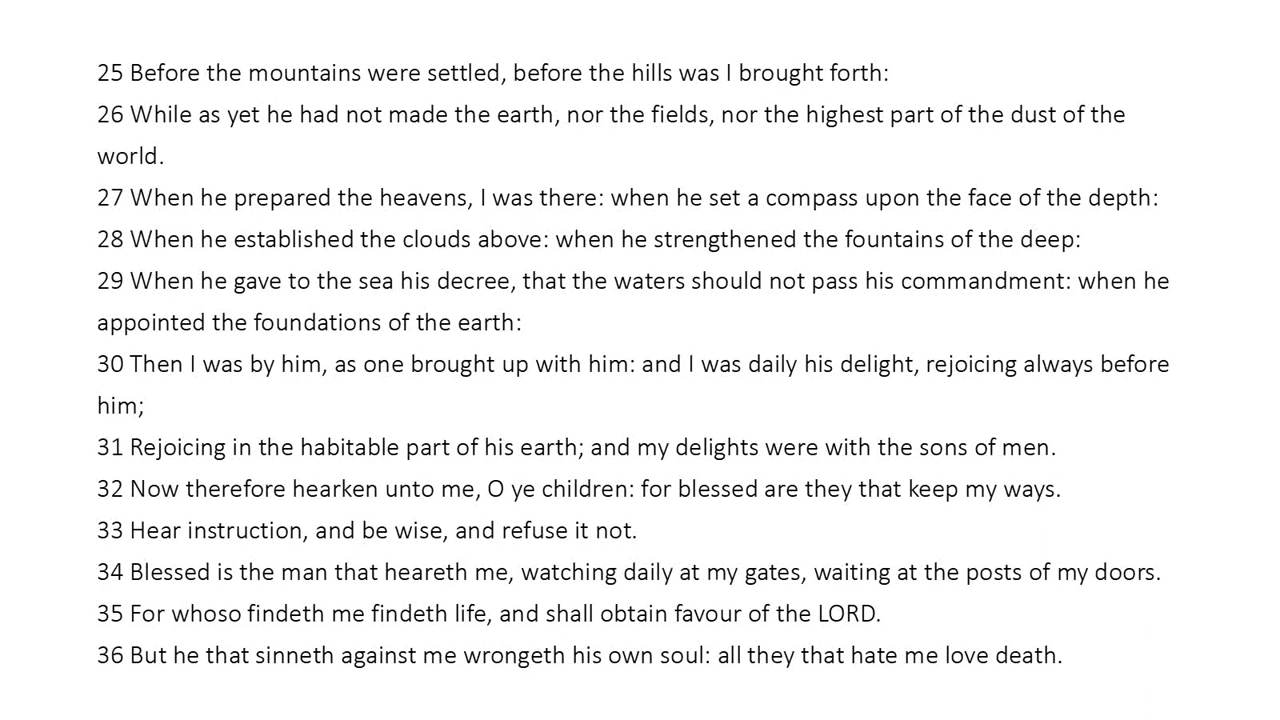 25 Before the mountains were settled, before the hills was I brought forth:
26 While as yet he had not made the earth, nor the fields, nor the highest part of the dust of the
world.
27 When he prepared the heavens, I was there: when he set a compass upon the face of the depth:
28 When he established the clouds above: when he strengthened the fountains of the deep:
29 When he gave to the sea his decree, that the waters should not pass his commandment: when he
appointed the foundations of the earth:
30 Then I was by him, as one brought up with him: and I was daily his delight, rejoicing always before
him;
31 Rejoicing in the habitable part of his earth; and my delights were with the sons of men.
32 Now therefore hearken unto me, O ye children: for blessed are they that keep my ways.
33 Hear instruction, and be wise, and refuse it not.
34 Blessed is the man that heareth me, watching daily at my gates, waiting at the posts of my doors.
35 For whoso findeth me findeth life, and shall obtain favour of the LORD.
36 But he that sinneth against me wrongeth his own soul: all they that hate me love death.